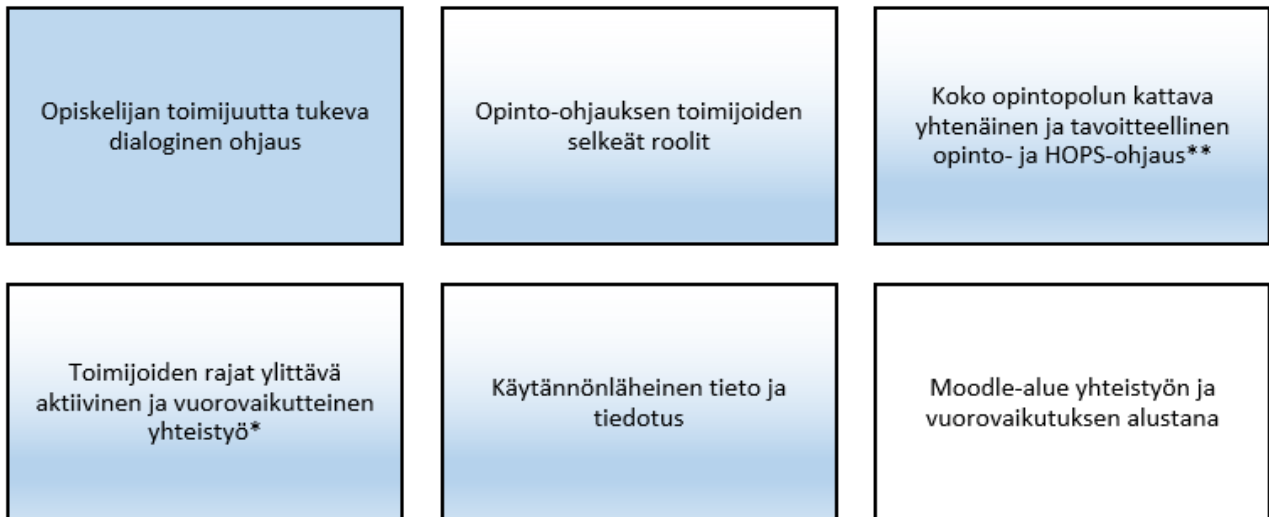 Opiskelijan toimijuutta tukeva
dialoginen ohjaus
Opinto-ohjauksen toimijoiden
selkeät roolit
Koko opintopolun kattava
yhtenäinen ja tavoitteellinen
opinto- ja HOPS-ohjaus**
Toimijoiden rajat ylittävä
aktiivinen ja vuorovaikutteinen
yhteistyö*
Käytännönläheinen tieto ja
tiedotus
Moodle-alue yhteistyön ja
vuorovaikutuksen alustana